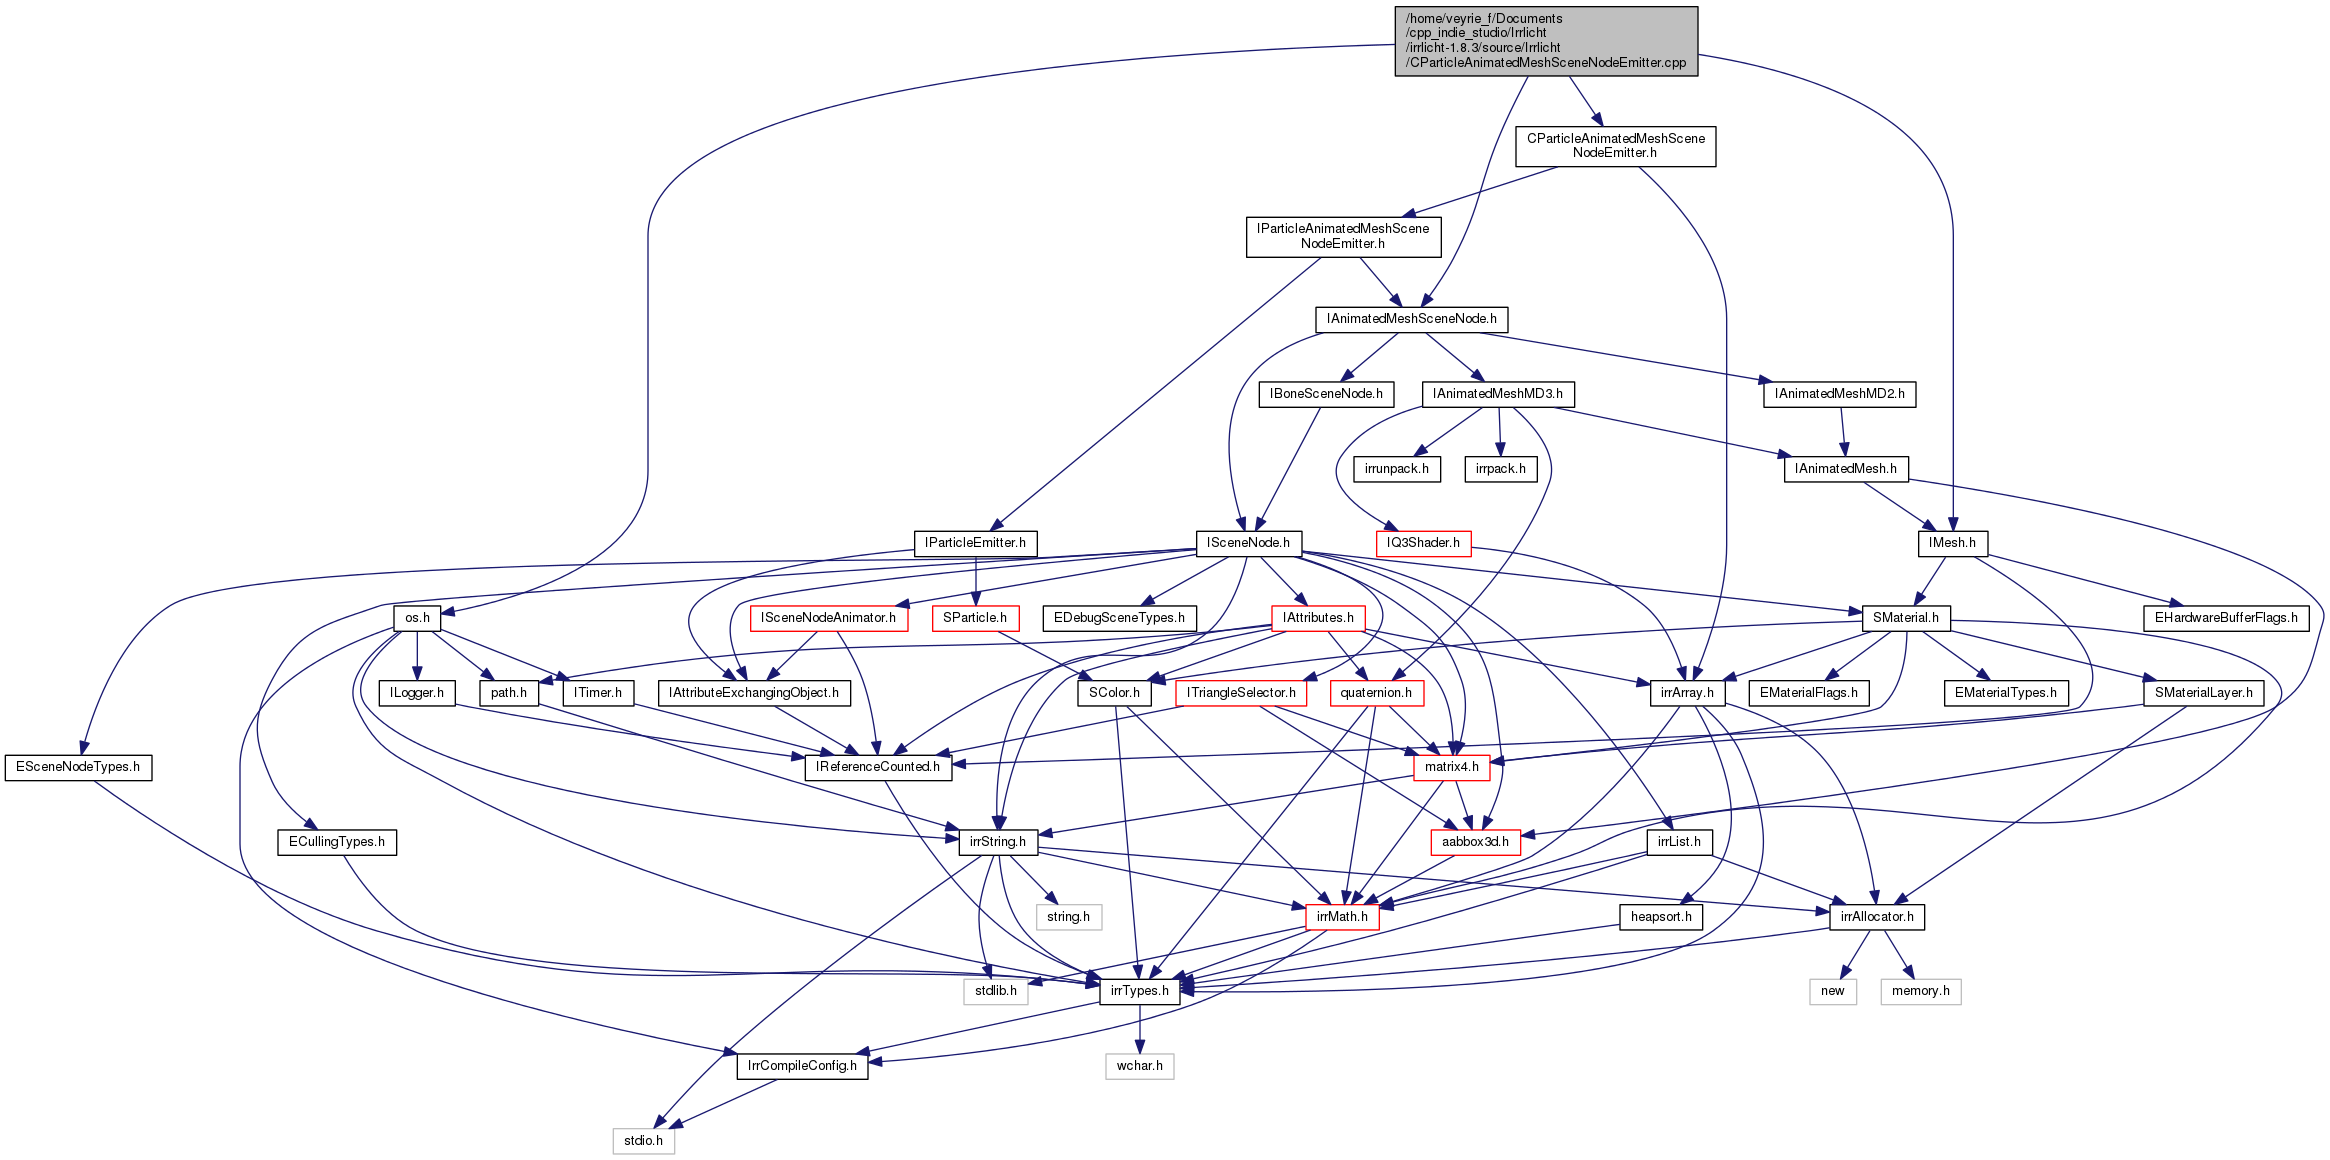 /home/veyrie_f/Documents
/cpp_indie_studio/Irrlicht
/irrlicht-1.8.3/source/Irrlicht
/CParticleAnimatedMeshSceneNodeEmitter.cpp
CParticleAnimatedMeshScene
NodeEmitter.h
IParticleAnimatedMeshScene
NodeEmitter.h
IAnimatedMeshSceneNode.h
IBoneSceneNode.h
IAnimatedMeshMD3.h
IAnimatedMeshMD2.h
irrunpack.h
irrpack.h
IAnimatedMesh.h
IParticleEmitter.h
ISceneNode.h
IQ3Shader.h
IMesh.h
os.h
ISceneNodeAnimator.h
SParticle.h
EDebugSceneTypes.h
IAttributes.h
SMaterial.h
EHardwareBufferFlags.h
ILogger.h
path.h
ITimer.h
IAttributeExchangingObject.h
SColor.h
ITriangleSelector.h
quaternion.h
irrArray.h
EMaterialFlags.h
EMaterialTypes.h
SMaterialLayer.h
ESceneNodeTypes.h
IReferenceCounted.h
matrix4.h
ECullingTypes.h
irrString.h
aabbox3d.h
irrList.h
string.h
irrMath.h
heapsort.h
irrAllocator.h
stdlib.h
irrTypes.h
new
memory.h
IrrCompileConfig.h
wchar.h
stdio.h